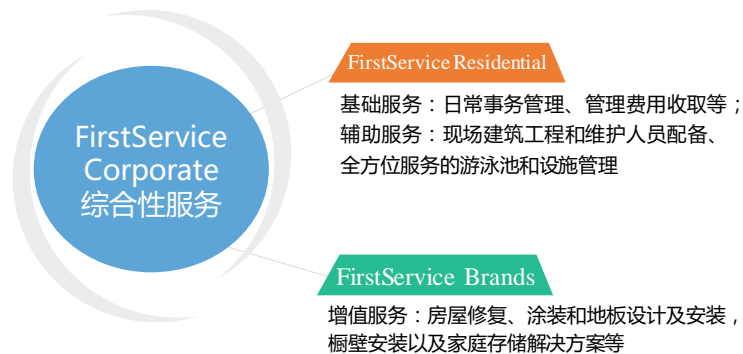 FirstService
Corporate
综合性服务
FirstService Residential
基础服务：日常事务管理、管理费用收取等；
辅助服务：现场建筑工程和维护人员配备、
全方位服务的游泳池和设施管理
FirstService Brands
增值服务：房屋修复、涂装和地板设计及安装，
橱壁安装以及家庭存储解决方案等